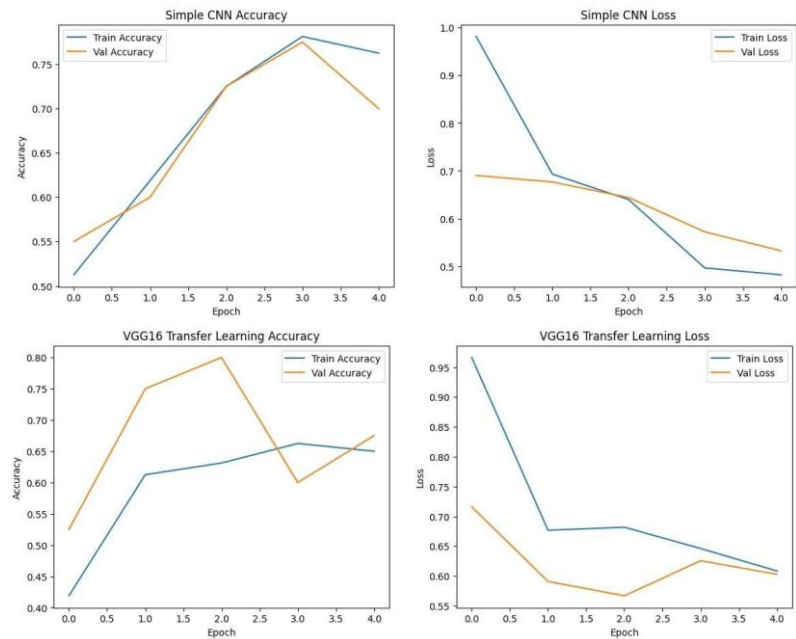 Simple CNN Accuracy
Train Accuracy
Val Accuracy
Accuracy
0.75
0.70
0.65
0.60
0.55
0.50
0.0 0.5 1.0 1.5 2.0 2.5 3.0 3.5 4.0
Epoch
Simple CNN Loss
Train Loss
Val Loss
Loss
1.0
0.9
0.8
0.7
0.6
0.5
0.0 0.5 1.0 1.5 2.0 2.5 3.0 3.5 4.0
Epoch
VGG16 Transfer Learning Accuracy
Train Accuracy
Val Accuracy
Accuracy
0.80
0.75
0.70
0.65
0.60
0.55
0.50
0.45
0.40
0.0 0.5 1.0 1.5 2.0 2.5 3.0 3.5 4.0
Epoch
VGG16 Transfer Learning Loss
Train Loss
Val Loss
Loss
0.95
0.90
0.85
0.80
0.75
0.70
0.65
0.60
0.55
0.0 0.5 1.0 1.5 2.0 2.5 3.0 3.5 4.0
Epoch